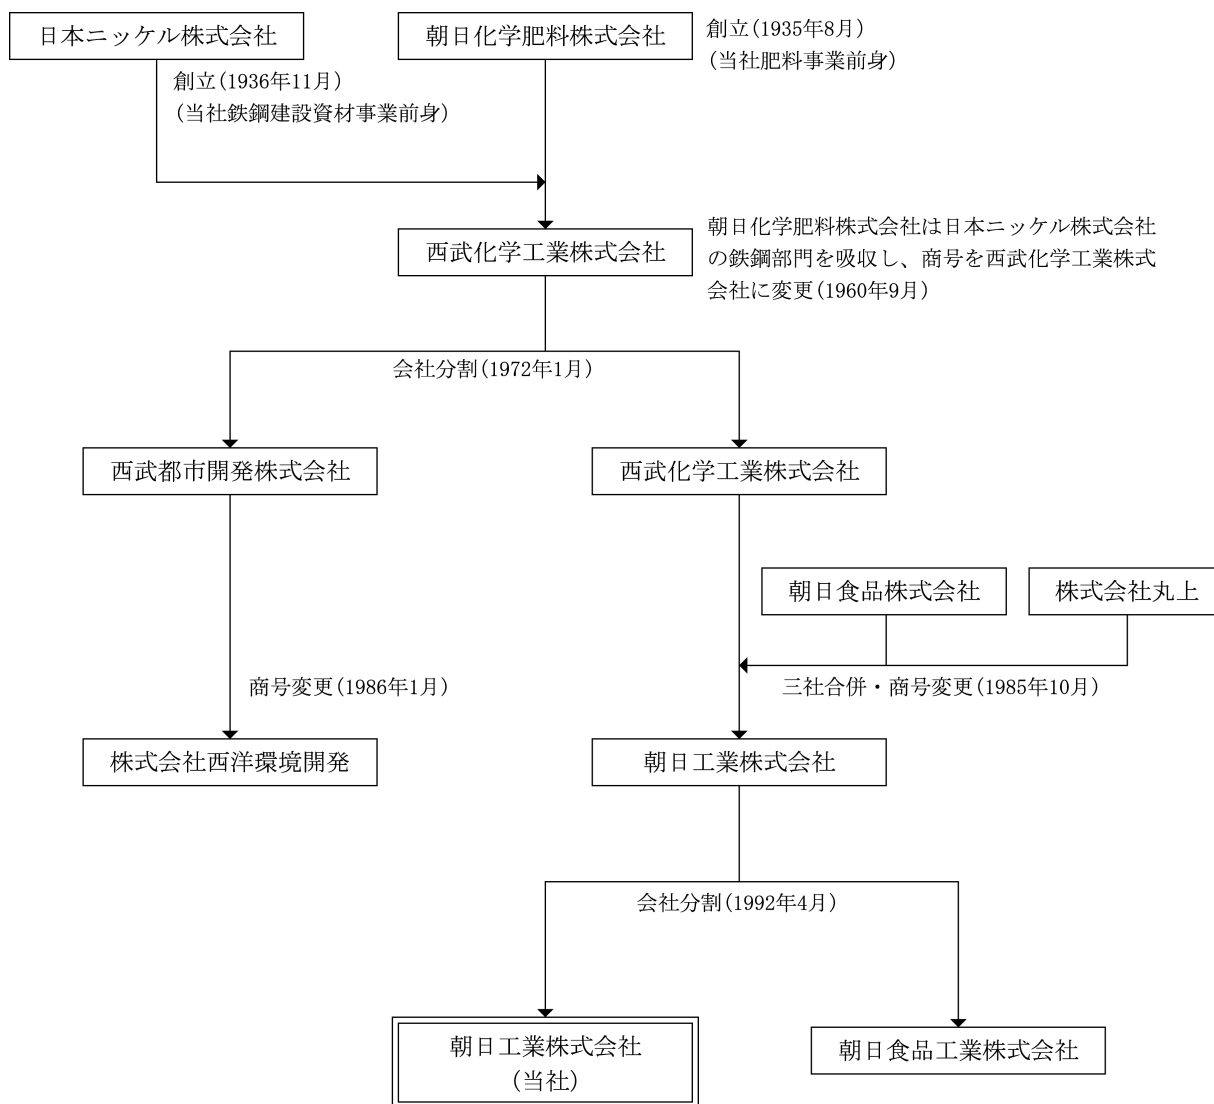 日本ニッケル株式会社
朝日化学肥料株式会社
創立(1935年8月)
(当社肥料事業前身)
創立(1936年11月)
(当社鉄鋼建設資材事業前身)
西武化学工業株式会社
朝日化学肥料株式会社は日本ニッケル株式会社
の鉄鋼部門を吸収し、商号を西武化学工業株式
会社に変更(1960年9月)
会社分割(1972年1月)
西武都市開発株式会社
西武化学工業株式会社
朝日食品株式会社
株式会社丸上
商号変更(1986年1月)
三社合併・商号変更(1985年10月)
株式会社西洋環境開発
朝日工業株式会社
会社分割(1992年4月)
朝日工業株式会社
(当社)
朝日食品工業株式会社